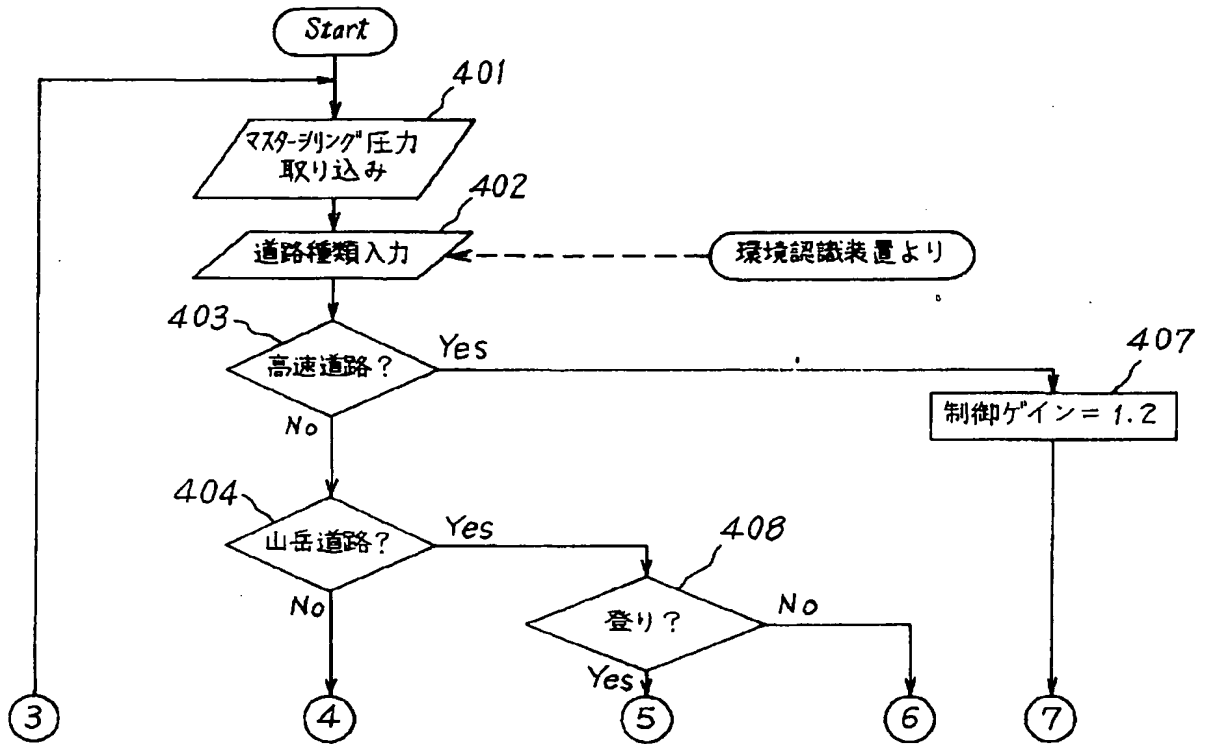 Start
401
マスターシリング圧力
取り込み
402
道路種類入力
環境認識装置より
403
高速道路?
Yes
No
407
制御ゲイン=1.2
404
山岳道路?
Yes
No
408
登り?
No
Yes
③
④
⑤
⑥
⑦